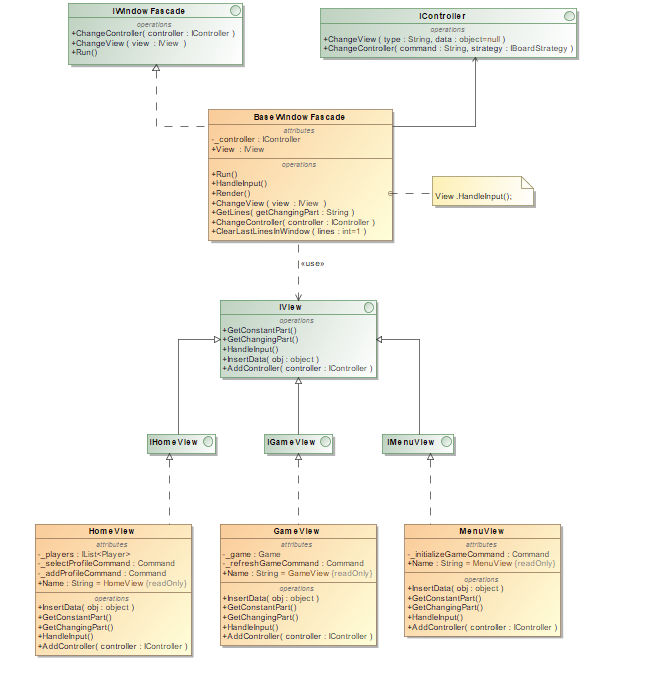 IWindow Fascade
operations
+ChangeController( controller : IController )
+ChangeView ( view : IView )
+Run()
IController
operations
+ChangeView ( type : String, data : object=null )
+ChangeController( command : String, strategy : IBoardStrategy )
BaseWindow Fascade
attributes
-_controller : IController
+View : IView
operations
+Run()
+HandleInput()
+Render()
+ChangeView ( view : IView )
+GetLines( getChangingPart : String )
+ChangeController( controller : IController )
+ClearLastLinesInWindow ( lines : int=1 )
View .HandleInput();
«use»
IView
operations
+GetConstantPart()
+GetChangingPart()
+HandleInput()
+InsertData( obj : object )
+AddController( controller : IController )
IHomeView
IGameView
IMenuView
HomeView
attributes
-_players : IList<Player>
-_selectProfileCommand : Command
-_addProfileCommand : Command
+Name : String = HomeView {readOnly}
operations
+InsertData( obj : object )
+GetConstantPart()
+GetChangingPart()
+HandleInput()
+AddController( controller : IController )
GameView
attributes
-_game : Game
-_refreshGameCommand : Command
+Name : String = GameView {readOnly}
operations
+InsertData( obj : object )
+GetConstantPart()
+GetChangingPart()
+HandleInput()
+AddController( controller : IController )
MenuView
attributes
-_initializeGameCommand : Command
+Name : String = MenuView {readOnly}
operations
+InsertData( obj : object )
+GetConstantPart()
+GetChangingPart()
+HandleInput()
+AddController( controller : IController )